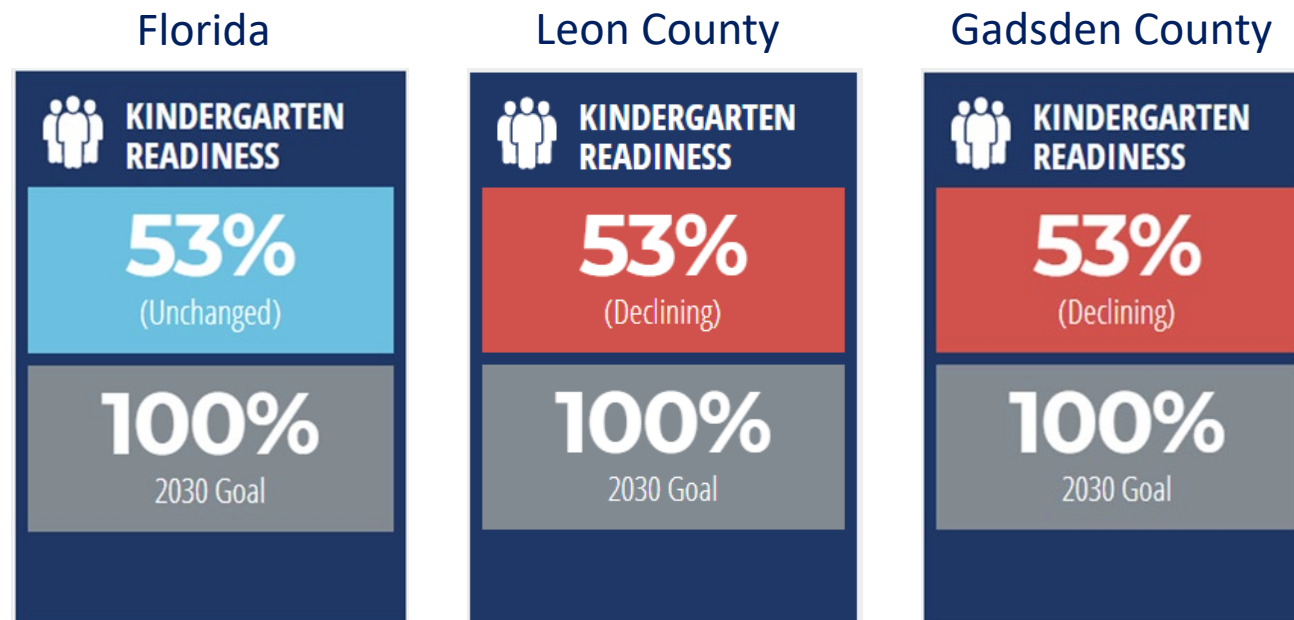 Florida
KINDERGARTEN
READINESS
53%
(Unchanged)
100%
2030 Goal
Leon County
KINDERGARTEN
READINESS
53%
(Declining)
100%
2030 Goal
Gadsden County
KINDERGARTEN
READINESS
53%
(Declining)
100%
2030 Goal